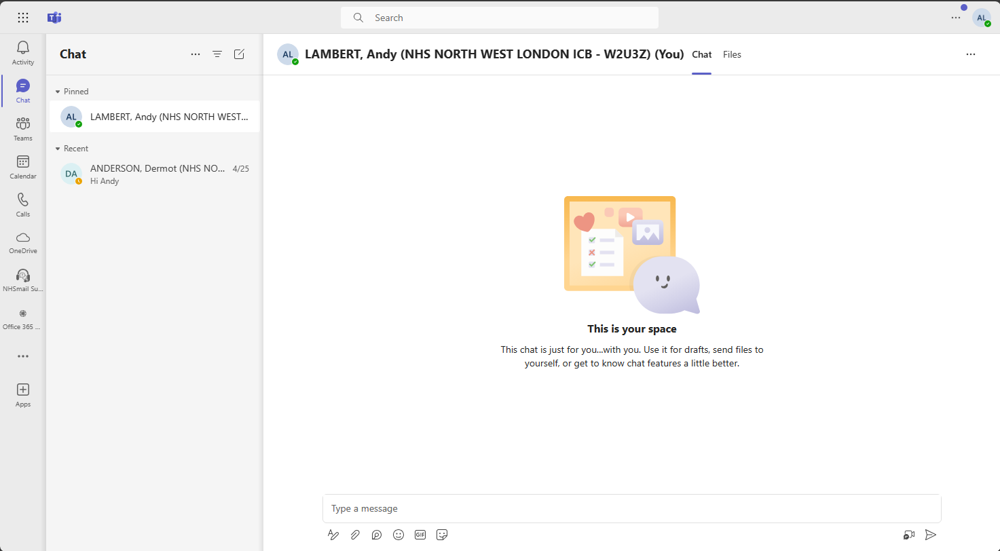 Search
AL
Activity
Chat
Teams
Calendar
Calls
OneDrive
NHSmail Su...
Office 365 ...
Apps
Chat
Pinned
AL
LAMBERT, Andy (NHS NORTH WEST...
Recent
DA
ANDERSON, Dermot (NHS NO... 4/25
Hi Andy
AL LAMBERT, Andy (NHS NORTH WEST LONDON ICB - W2U3Z) (You) Chat Files
This is your space
This chat is just for you...with you. Use it for drafts, send files to
yourself, or get to know chat features a little better.
Type a message
GIF